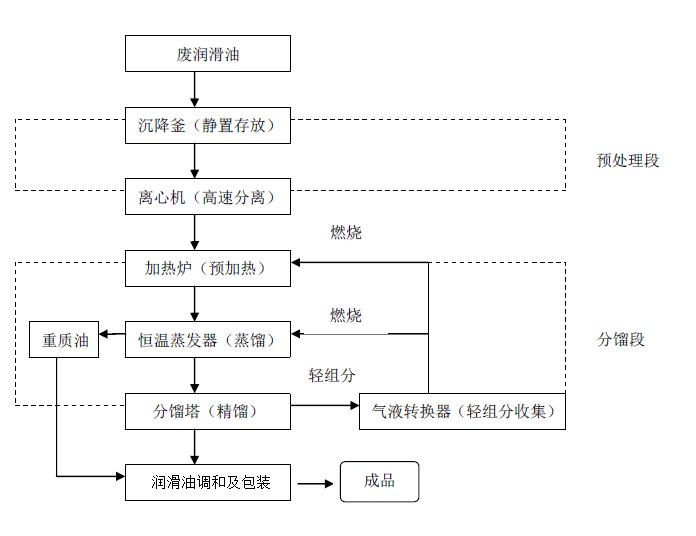 废润滑油
沉降釜（静置存放）
预处理段
离心机（高速分离）
燃烧
加热炉（预加热）
燃烧
重质油
恒温蒸发器（蒸馏）
分馏段
轻组分
分馏塔（精馏）
气液转换器（轻组分收集）
润滑油调和及包装
成品